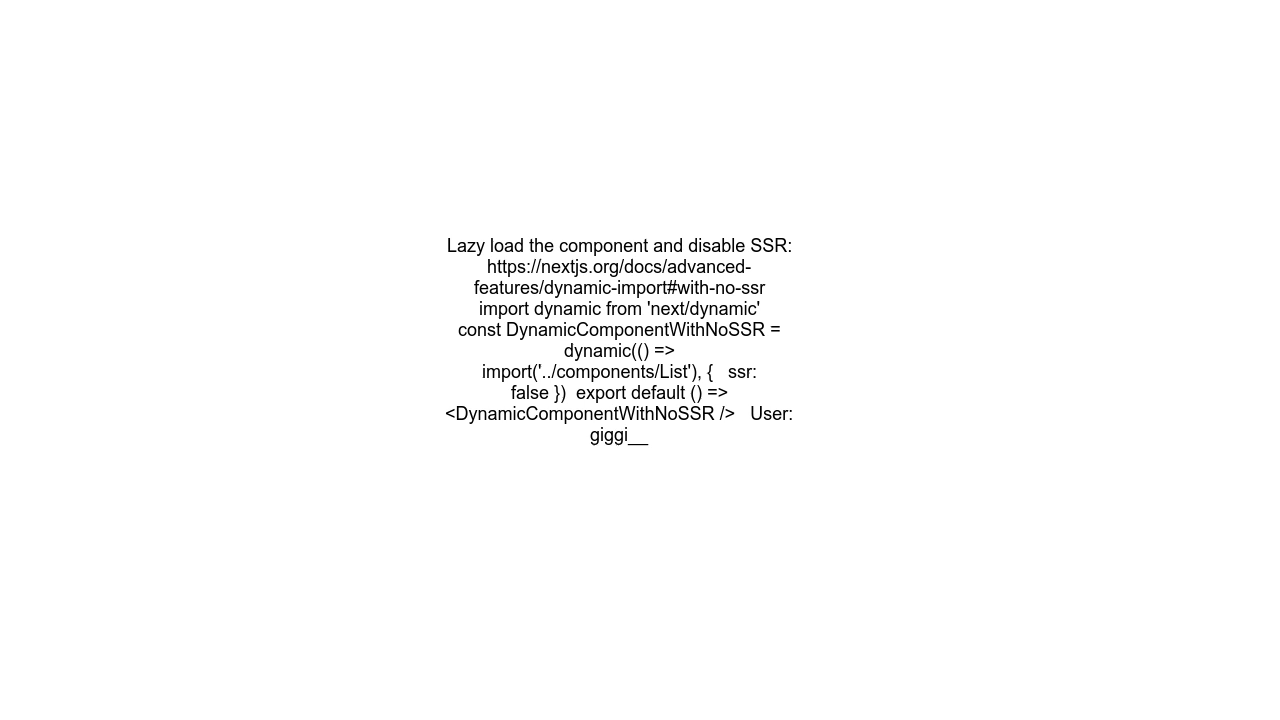 Lazy load the component and disable SSR:
https://nextjs.org/docs/advanced-
features/dynamic-import#with-no-ssr
import dynamic from 'next/dynamic'
const DynamicComponentWithNoSSR =
dynamic(() =>
import('../components/List'), {   ssr:
false })  export default () =>
<DynamicComponentWithNoSSR />   User:
giggi__